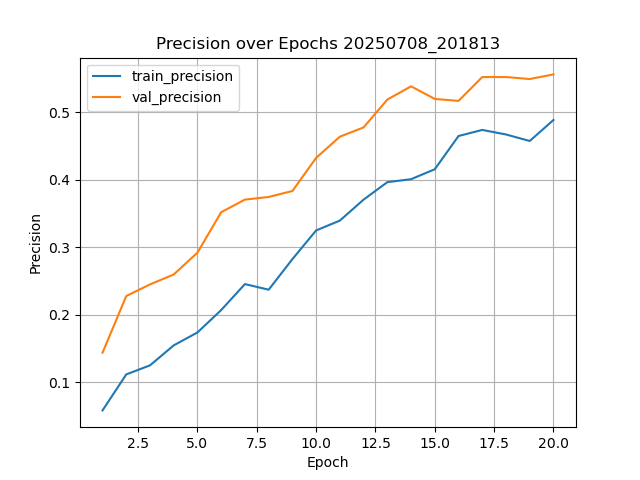 Precision over Epochs 20250708_201813
train_precision
val_precision
0.5
0.4
0.3
0.2
0.1
Precision
2.5 5.0 7.5 10.0 12.5 15.0 17.5 20.0
Epoch